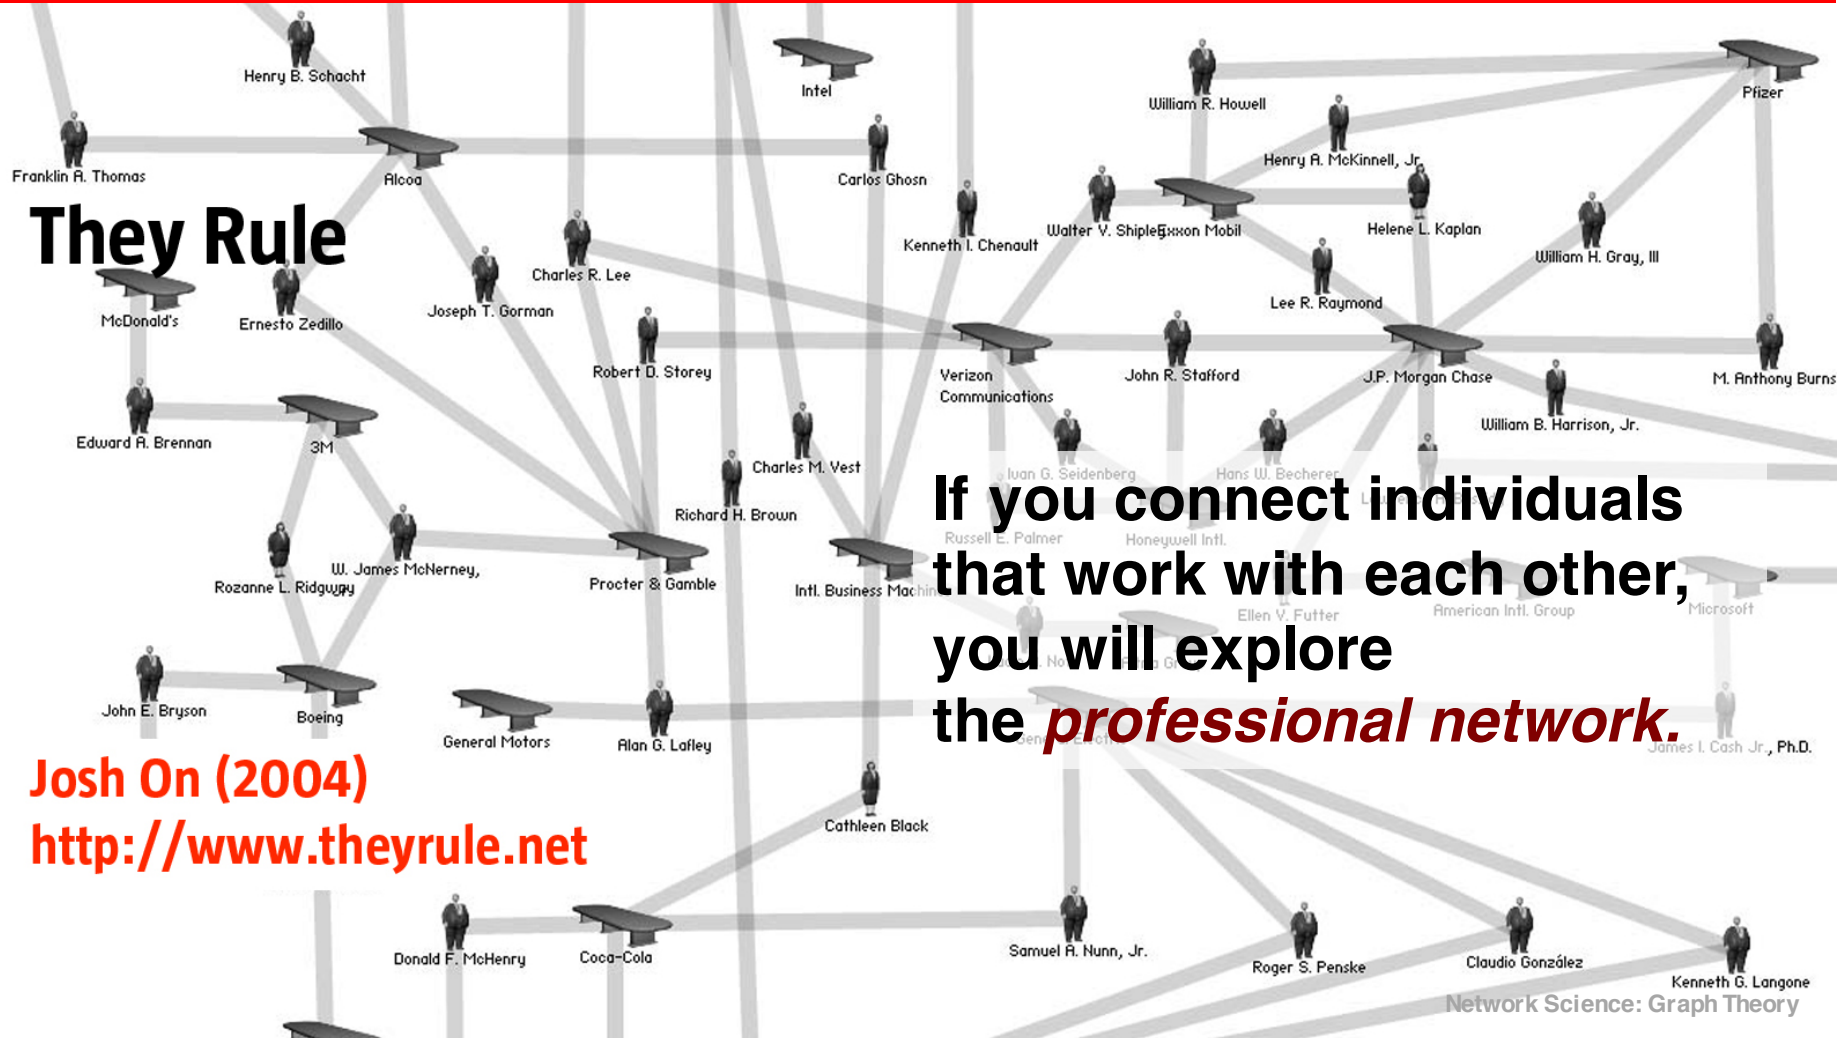 Henry B. Schacht
Intel
Pfizer
William R. Howell
Franklin A. Thomas
Alcoa
Carlos Ghosn
Henry A. McKinnell, Jr.
They Rule
Kenneth I. Chenault
Walter V. Shipley
Exxon Mobil
Helene L. Kaplan
William H. Gray, III
Charles R. Lee
Lee R. Raymond
McDonald's
Ernesto Zedillo
Joseph T. Gorman
Robert D. Storey
Verizon
Communications
John R. Stafford
J.P. Morgan Chase
M. Anthony Burns
Edward A. Brennan
3M
William B. Harrison, Jr.
Charles M. Vest
Ivan G. Seidenberg
Hans W. Becherer
Richard H. Brown
If you connect individuals
that work with each other,
you will explore
the professional network.
Russell E. Palmer
Honeywell Intl.
Rozanne L. Ridgway
W. James McNerney,
Procter & Gamble
Intl. Business Machin
Ellen V. Futter
American Intl. Group
Microsoft
John E. Bryson
Boeing
General Motors
Alan G. Lafley
General Electric
James I. Cash Jr., Ph.D.
Josh On (2004)
http://www.theyrule.net
Cathleen Black
Donald F. McHenry
Coca-Cola
Samuel A. Nunn, Jr.
Roger S. Penske
Claudio González
Kenneth G. Langone
Network Science: Graph Theory